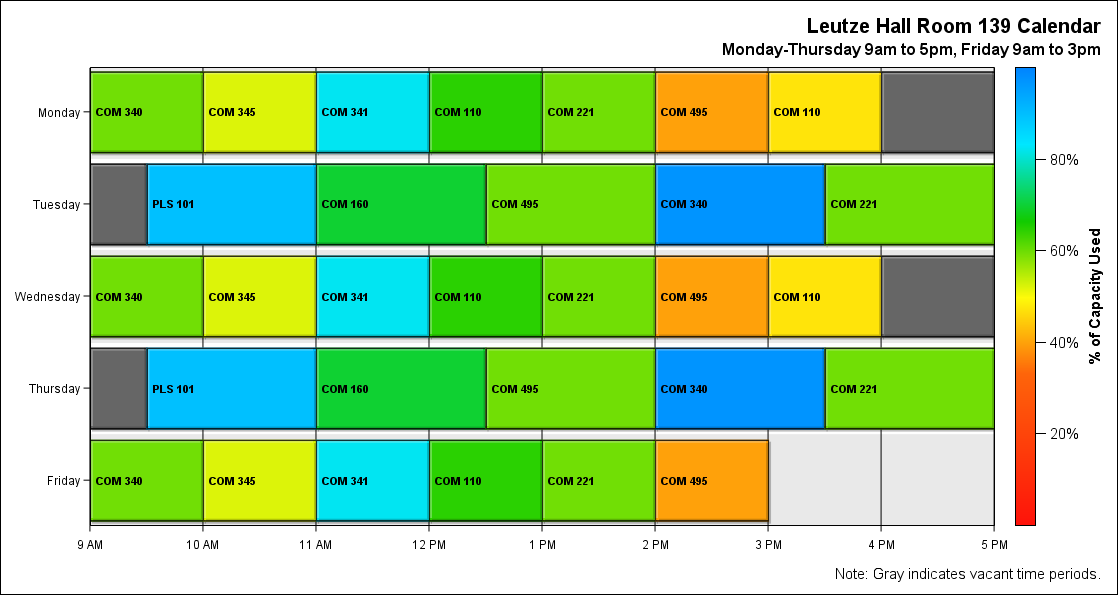 Leutze Hall Room 139 Calendar
Monday-Thursday 9am to 5pm, Friday 9am to 3pm
Monday COM 340 COM 345 COM 341 COM 110 COM 221 COM 495 COM 110
80%
Tuesday PLS 101 COM 160 COM 495 COM 340 COM 221
60%
% of Capacity Used
Wednesday COM 340 COM 345 COM 341 COM 110 COM 221 COM 495 COM 110
40%
Thursday PLS 101 COM 160 COM 495 COM 340 COM 221
20%
Friday COM 340 COM 345 COM 341 COM 110 COM 221 COM 495
9 AM 10 AM 11 AM 12 PM 1 PM 2 PM 3 PM 4 PM 5 PM
Note: Gray indicates vacant time periods.